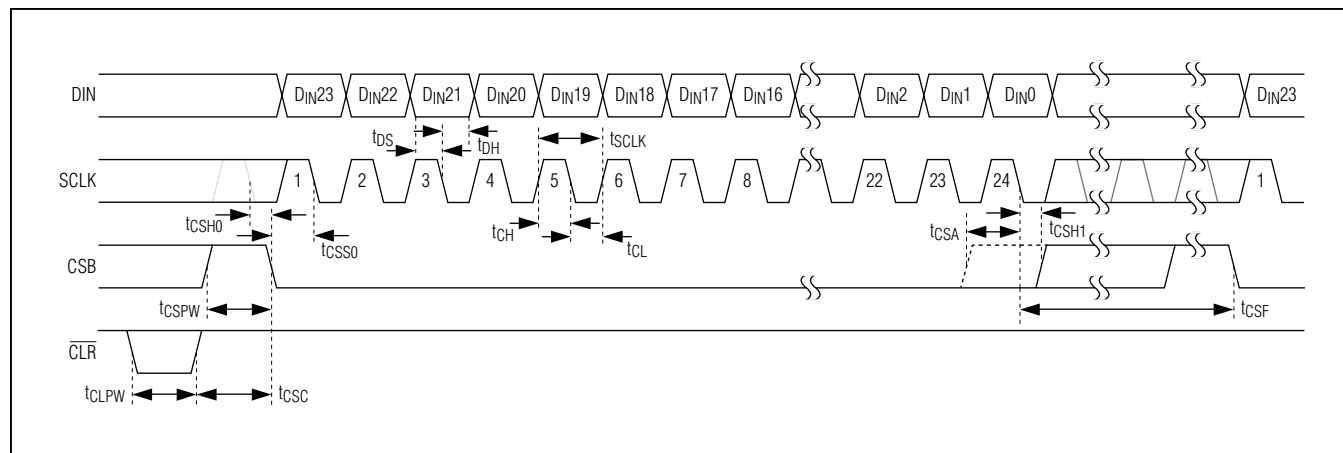 DIN DIN23 DIN22 DIN21 DIN20 DIN19 DIN18 DIN17 DIN16 DIN2 DIN1 DIN0 DIN23
tDS tDH tSCLK
SCLK 1 2 3 4 5 6 7 8 22 23 24 1
tCSH0 tCSS0 tCH tCL tCSA tCSH1
CSB
tCSPW tCSF
CLR
tCLPW tCSC